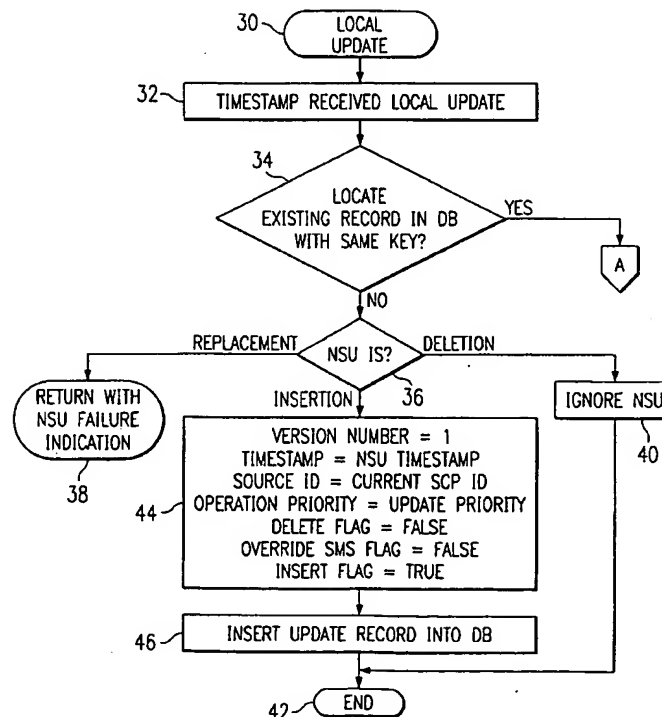 30
LOCAL
UPDATE
32
TIMESTAMP RECEIVED LOCAL UPDATE
34
LOCATE
EXISTING RECORD IN DB
WITH SAME KEY?
YES
A
NO
REPLACEMENT
NSU IS?
DELETION
36
INSERTION
RETURN WITH
NSU FAILURE
INDICATION
38
IGNORE NSU
40
44
VERSION NUMBER = 1
TIMESTAMP = NSU TIMESTAMP
SOURCE ID = CURRENT SCP ID
OPERATION PRIORITY = UPDATE PRIORITY
DELETE FLAG = FALSE
OVERRIDE SMS FLAG = FALSE
INSERT FLAG = TRUE
46
INSERT UPDATE RECORD INTO DB
42
END